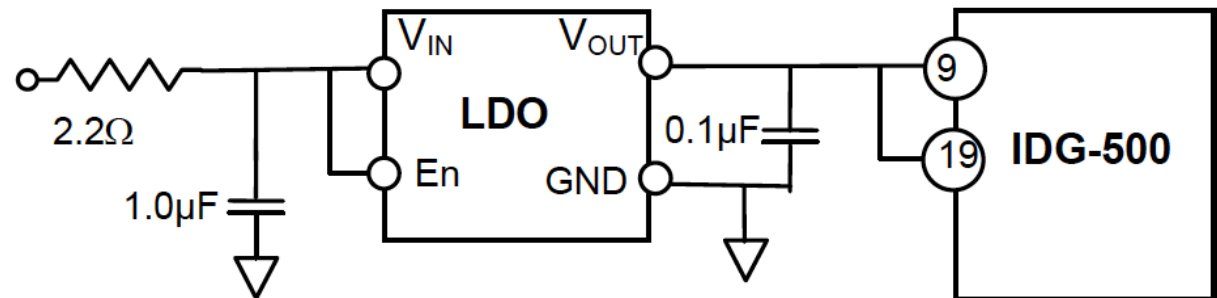 2.2Ω
1.0µF
V_IN
V_OUT
LDO
En
GND
0.1µF
9
19
IDG-500